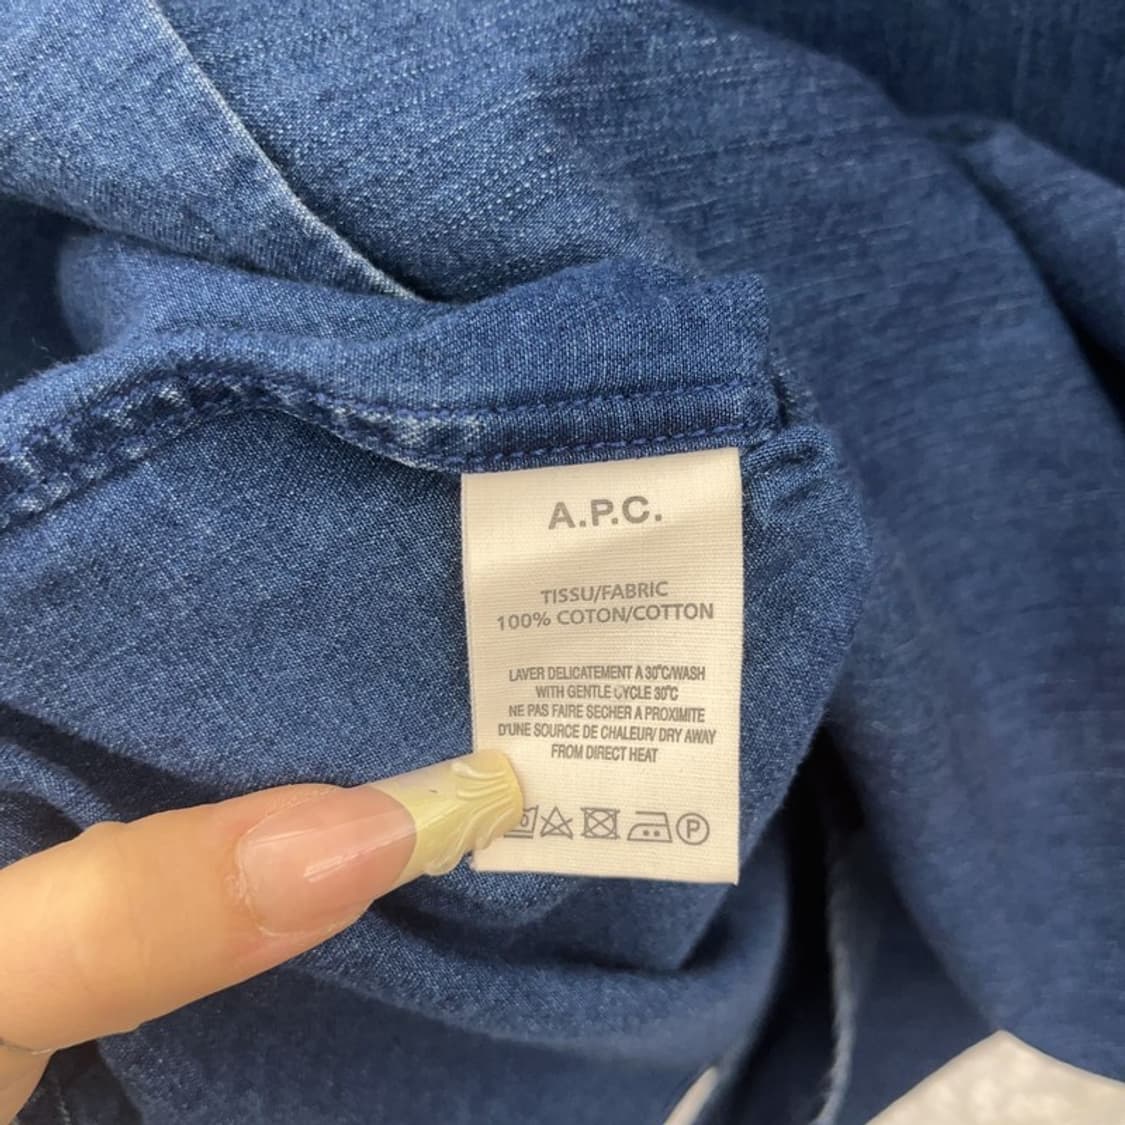 A.P.C.
TISSU/FABRIC
100% COTON/COTTON
LAVER DELICATEMENT A 30°C/WASH
WITH GENTLE CYCLE 30°C
NE PAS FAIRE SECHER A PROXIMITE
D'UNE SOURCE DE CHALEUR/ DRY AWAY
FROM DIRECT HEAT
P